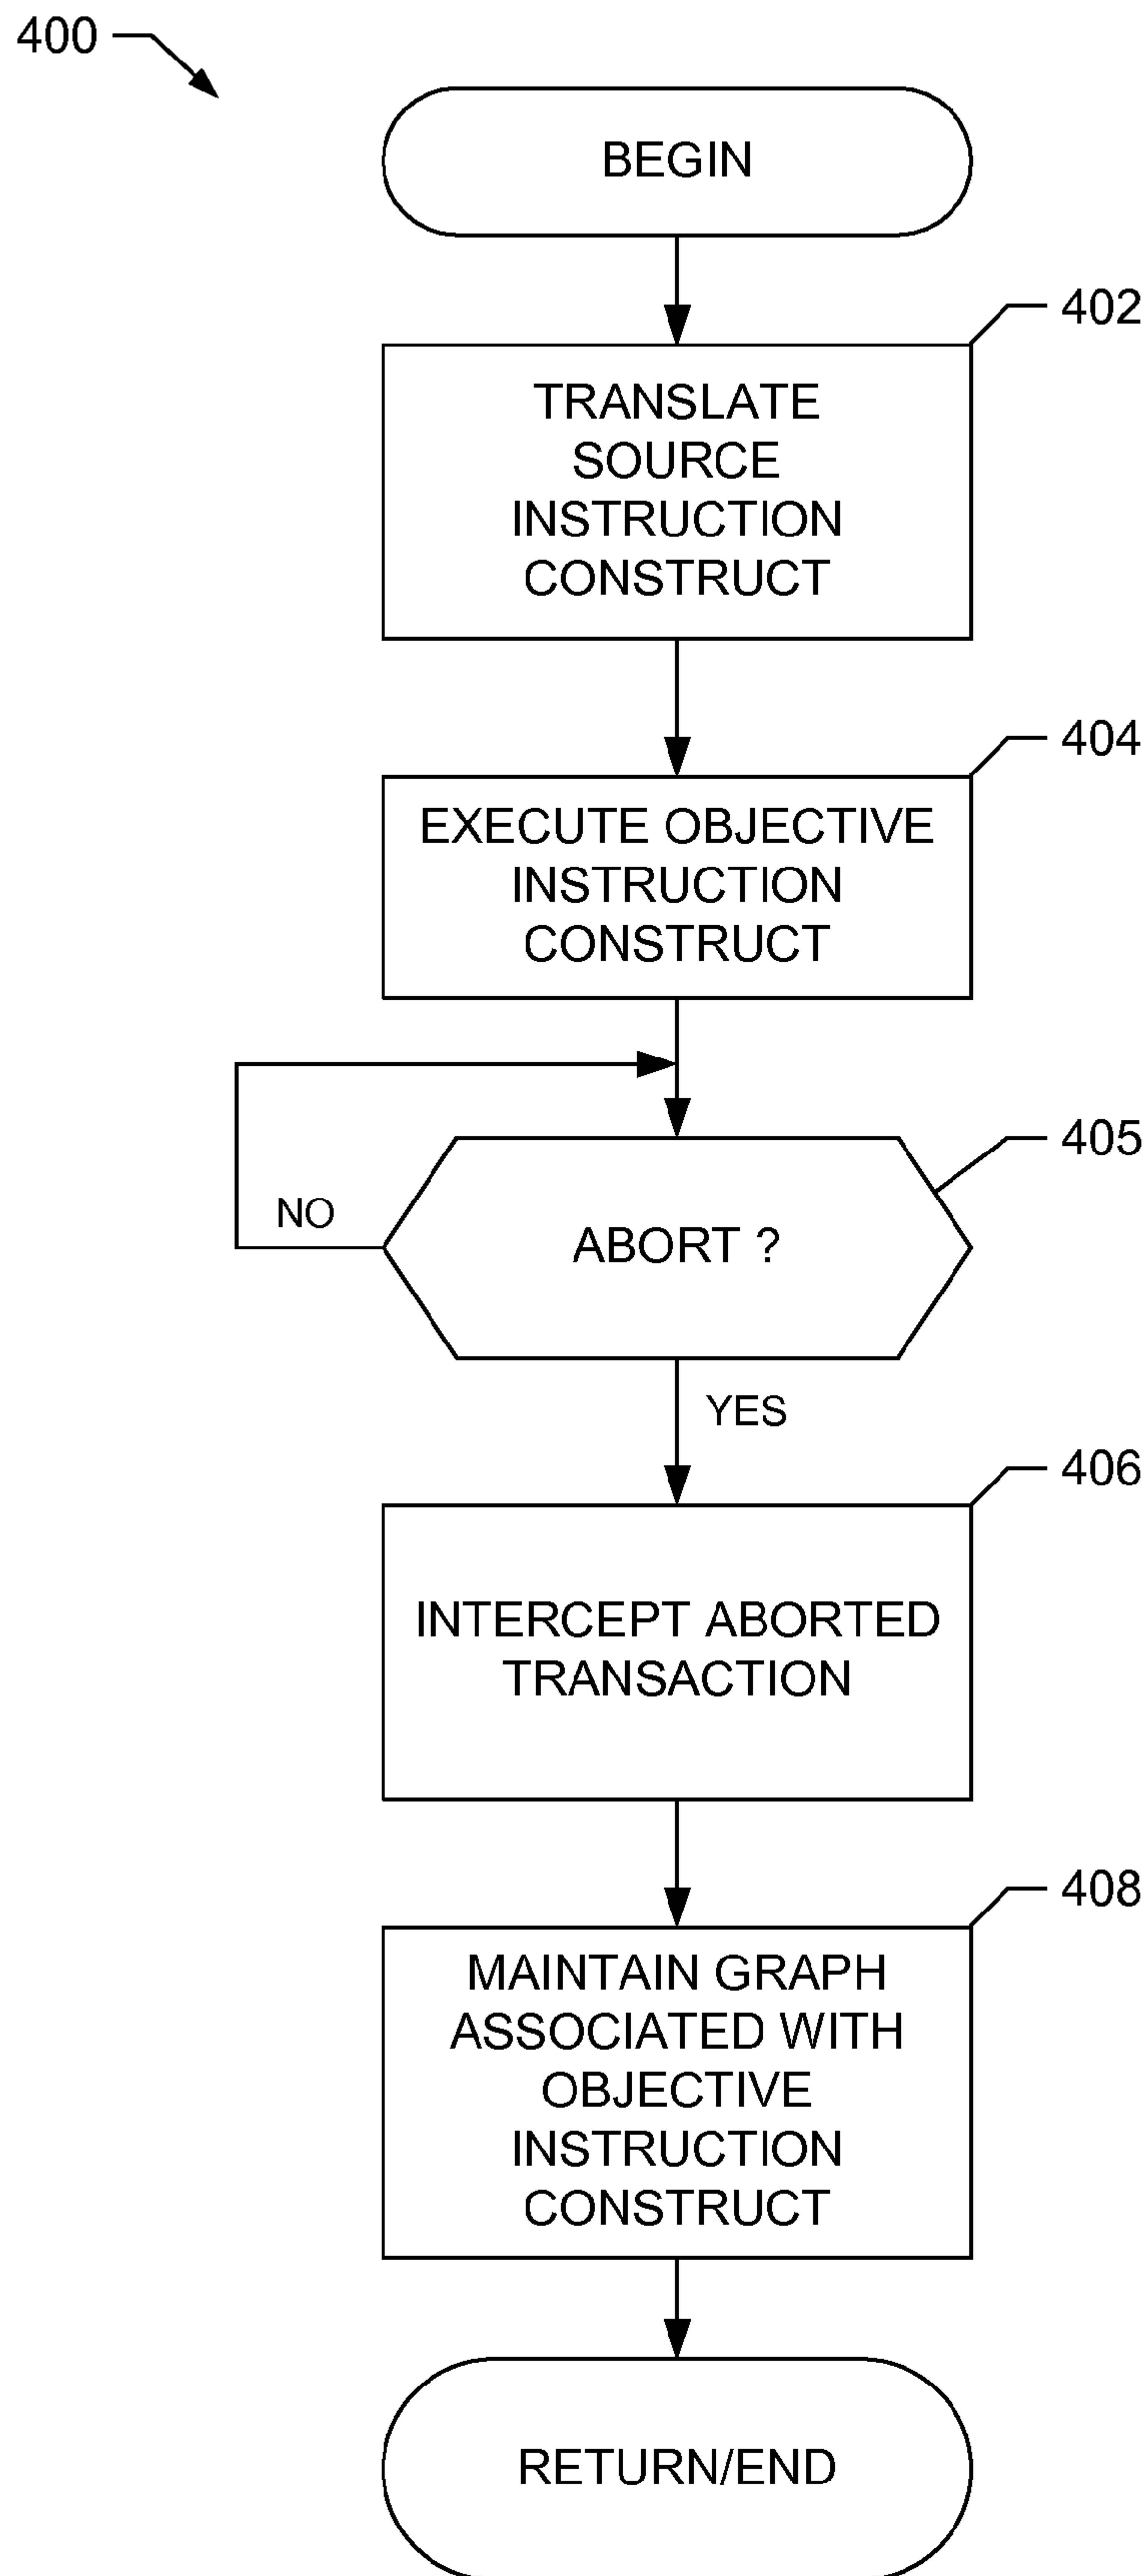 400
BEGIN
402
TRANSLATE
SOURCE
INSTRUCTION
CONSTRUCT
404
EXECUTE OBJECTIVE
INSTRUCTION
CONSTRUCT
405
ABORT ?
NO
YES
406
INTERCEPT ABORTED
TRANSACTION
408
MAINTAIN GRAPH
ASSOCIATED WITH
OBJECTIVE
INSTRUCTION
CONSTRUCT
RETURN/END